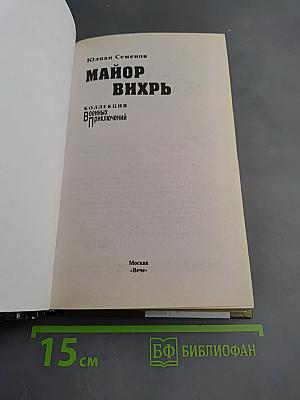 Юлиан Семенов
МАЙОР
ВИХРЬ
КОЛЛЕКЦИЯ
Военных
Приключений
Москва
«Вече»
15 см
БФ БИБЛИОФАН